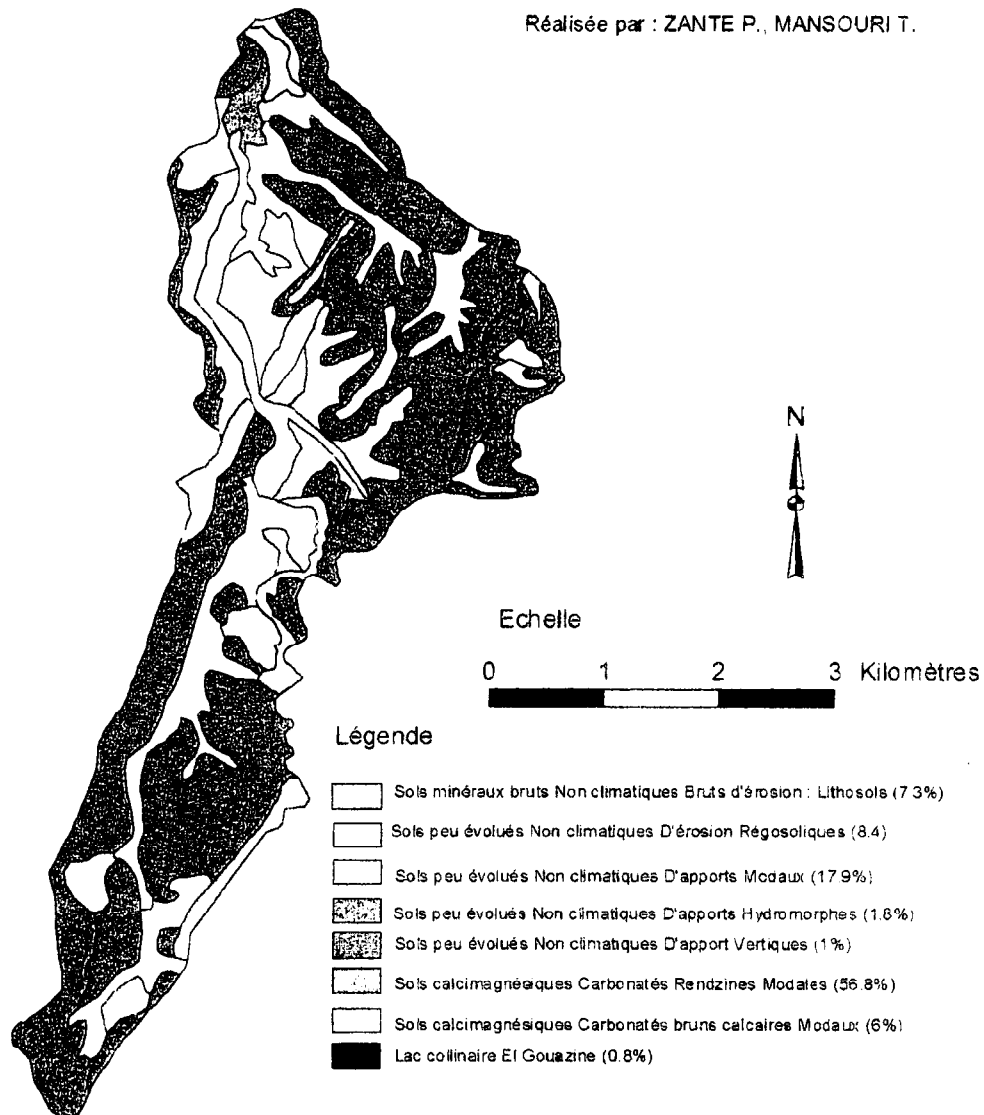 Réalisée par : ZANTE P., MANSOURI T.
N
Echelle
0 1 2 3 Kilomètres
Légende
Sols minéraux bruts Non climatiques Bruts d'érosion : Lithosols (7.3%)
Sols peu évolués Non climatiques D'érosion Régosoliques (8.4)
Sols peu évolués Non climatiques D'apports Modaux (17.9%)
Sols peu évolués Non climatiques D'apports Hydromorphes (1.8%)
Sols peu évolués Non climatiques D'apport Vertiques (1%)
Sols calcimagnésiques Carbonatés Rendzines Modales (56.8%)
Sols calcimagnésiques Carbonatés bruns calcaires Modaux (6%)
Lac collinaire El Gouazine (0.8%)